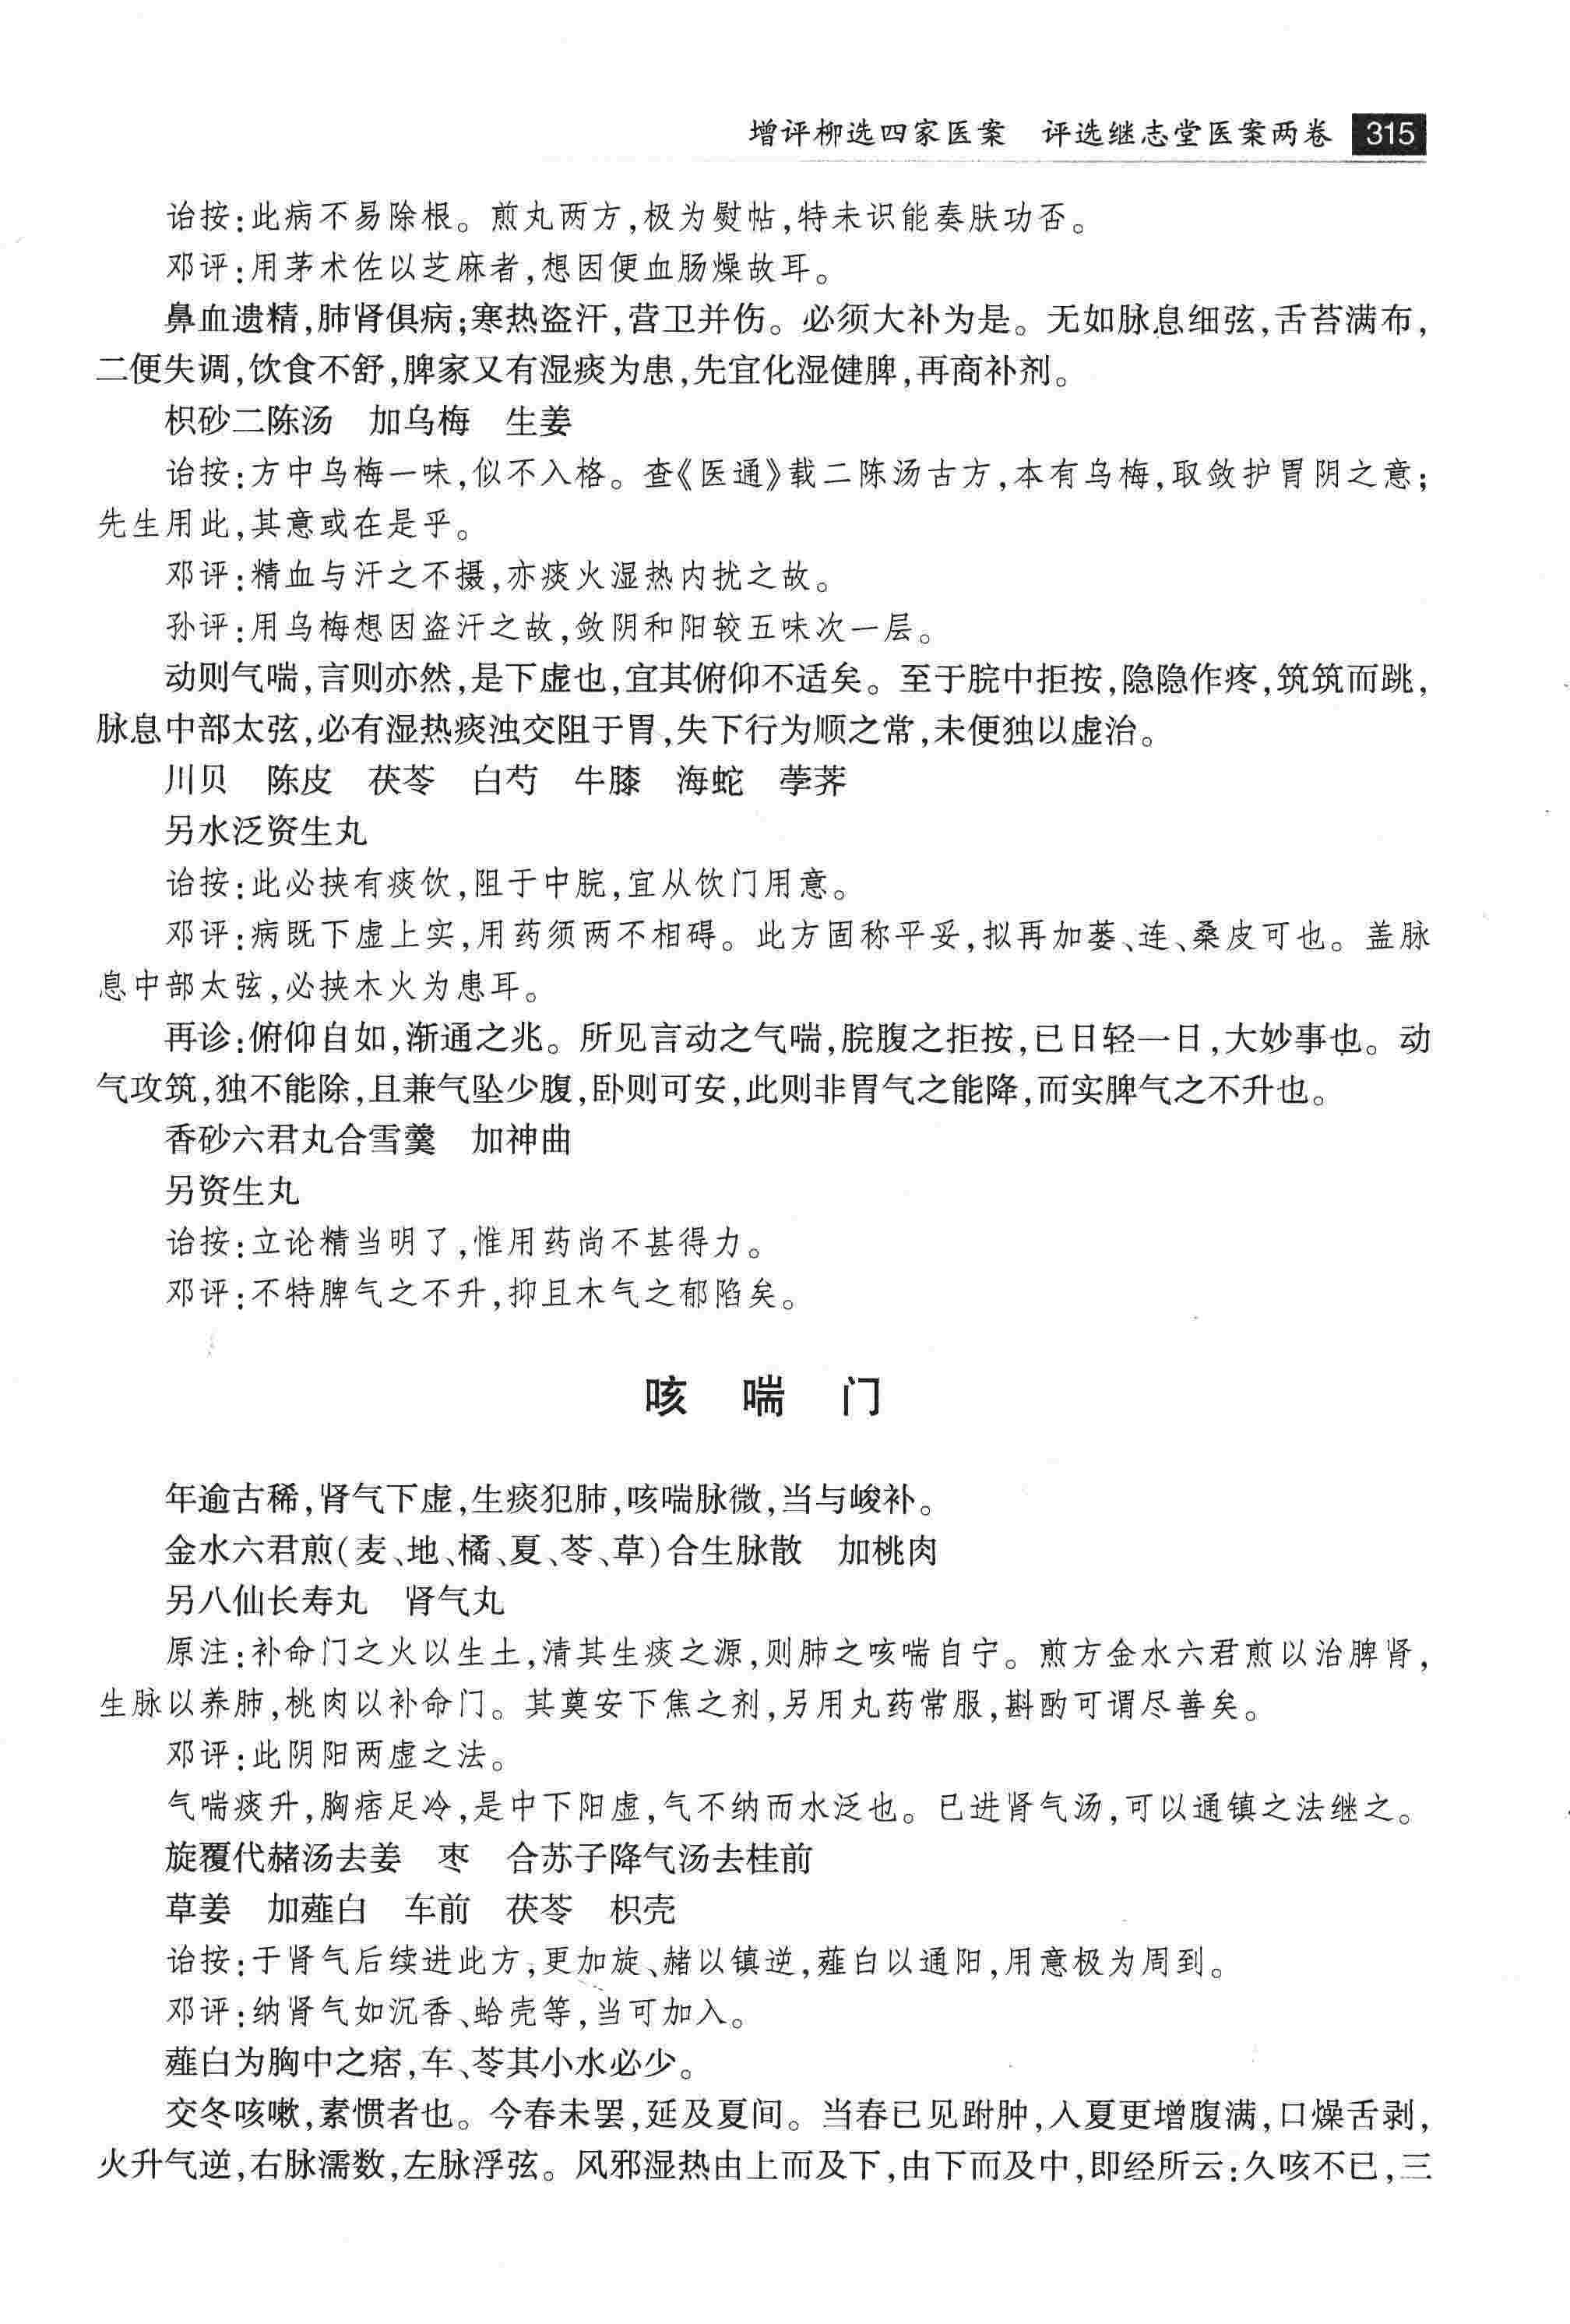 增评柳选四家医案　评选继志堂医案两卷 315
诒按:此病不易除根。煎丸两方,极为熨帖,特未识能奏肤功否。
邓评:用茅术佐以芝麻者,想因便血肠燥故耳。
鼻血遗精,肺肾俱病;寒热盗汗,营卫并伤。必须大补为是。无如脉息细弦,舌苔满布,
二便失调,饮食不舒,脾家又有湿痰为患,先宜化湿健脾,再商补剂。
枳砂二陈汤　加乌梅　生姜
诒按:方中乌梅一味,似不入格。查《医通》载二陈汤古方,本有乌梅,取敛护胃阴之意;
先生用此,其意或在是乎。
邓评:精血与汗之不摄,亦痰火湿热内扰之故。
孙评:用乌梅想因盗汗之故,敛阴和阳较五味次一层。
动则气喘,言则亦然,是下虚也,宜其俯仰不适矣。至于脘中拒按,隐隐作疼,筑筑而跳,
脉息中部太弦,必有湿热痰浊交阻于胃,失下行为顺之常,未便独以虚治。
川贝　陈皮　茯苓　白芍　牛膝　海蛇　荸荠
另水泛资生丸
诒按:此必挟有痰饮,阻于中脘,宜从饮门用意。
邓评:病既下虚上实,用药须两不相碍。此方固称平妥,拟再加蒌、连、桑皮可也。盖脉
息中部太弦,必挟木火为患耳。
再诊:俯仰自如,渐通之兆。所见言动之气喘,脘腹之拒按,已日轻一日,大妙事也。动
气攻筑,独不能除,且兼气坠少腹,卧则可安,此则非胃气之能降,而实脾气之不升也。
香砂六君丸合雪羹　加神曲
另资生丸
诒按:立论精当明了,惟用药尚不甚得力。
邓评:不特脾气之不升,抑且木气之郁陷矣。
咳喘门
年逾古稀,肾气下虚,生痰犯肺,咳喘脉微,当与峻补。
金水六君煎(麦、地、橘、夏、苓、草)合生脉散　加桃肉
另八仙长寿丸　肾气丸
原注:补命门之火以生土,清其生痰之源,则肺之咳喘自宁。煎方金水六君煎以治脾肾,
生脉以养肺,桃肉以补命门。其奠安下焦之剂,另用丸药常服,斟酌可谓尽善矣。
邓评:此阴阳两虚之法。
气喘痰升,胸痞足冷,是中下阳虚,气不纳而水泛也。已进肾气汤,可以通镇之法继之。
旋覆代赭汤去姜　枣　合苏子降气汤去桂前
草姜　加薤白　车前　茯苓　枳壳
诒按:于肾气后续进此方,更加旋、赭以镇逆,薤白以通阳,用意极为周到。
邓评:纳肾气如沉香、蛤壳等,当可加入。
薤白为胸中之痞,车、苓其小水必少。
交冬咳嗽,素惯者也。今春未罢,延及夏间。当春已见跗肿,入夏更增腹满,口燥舌剥,
火升气逆,右脉濡数,左脉浮弦。风邪湿热由上而及下,由下而及中,即经所云:久咳不已,三